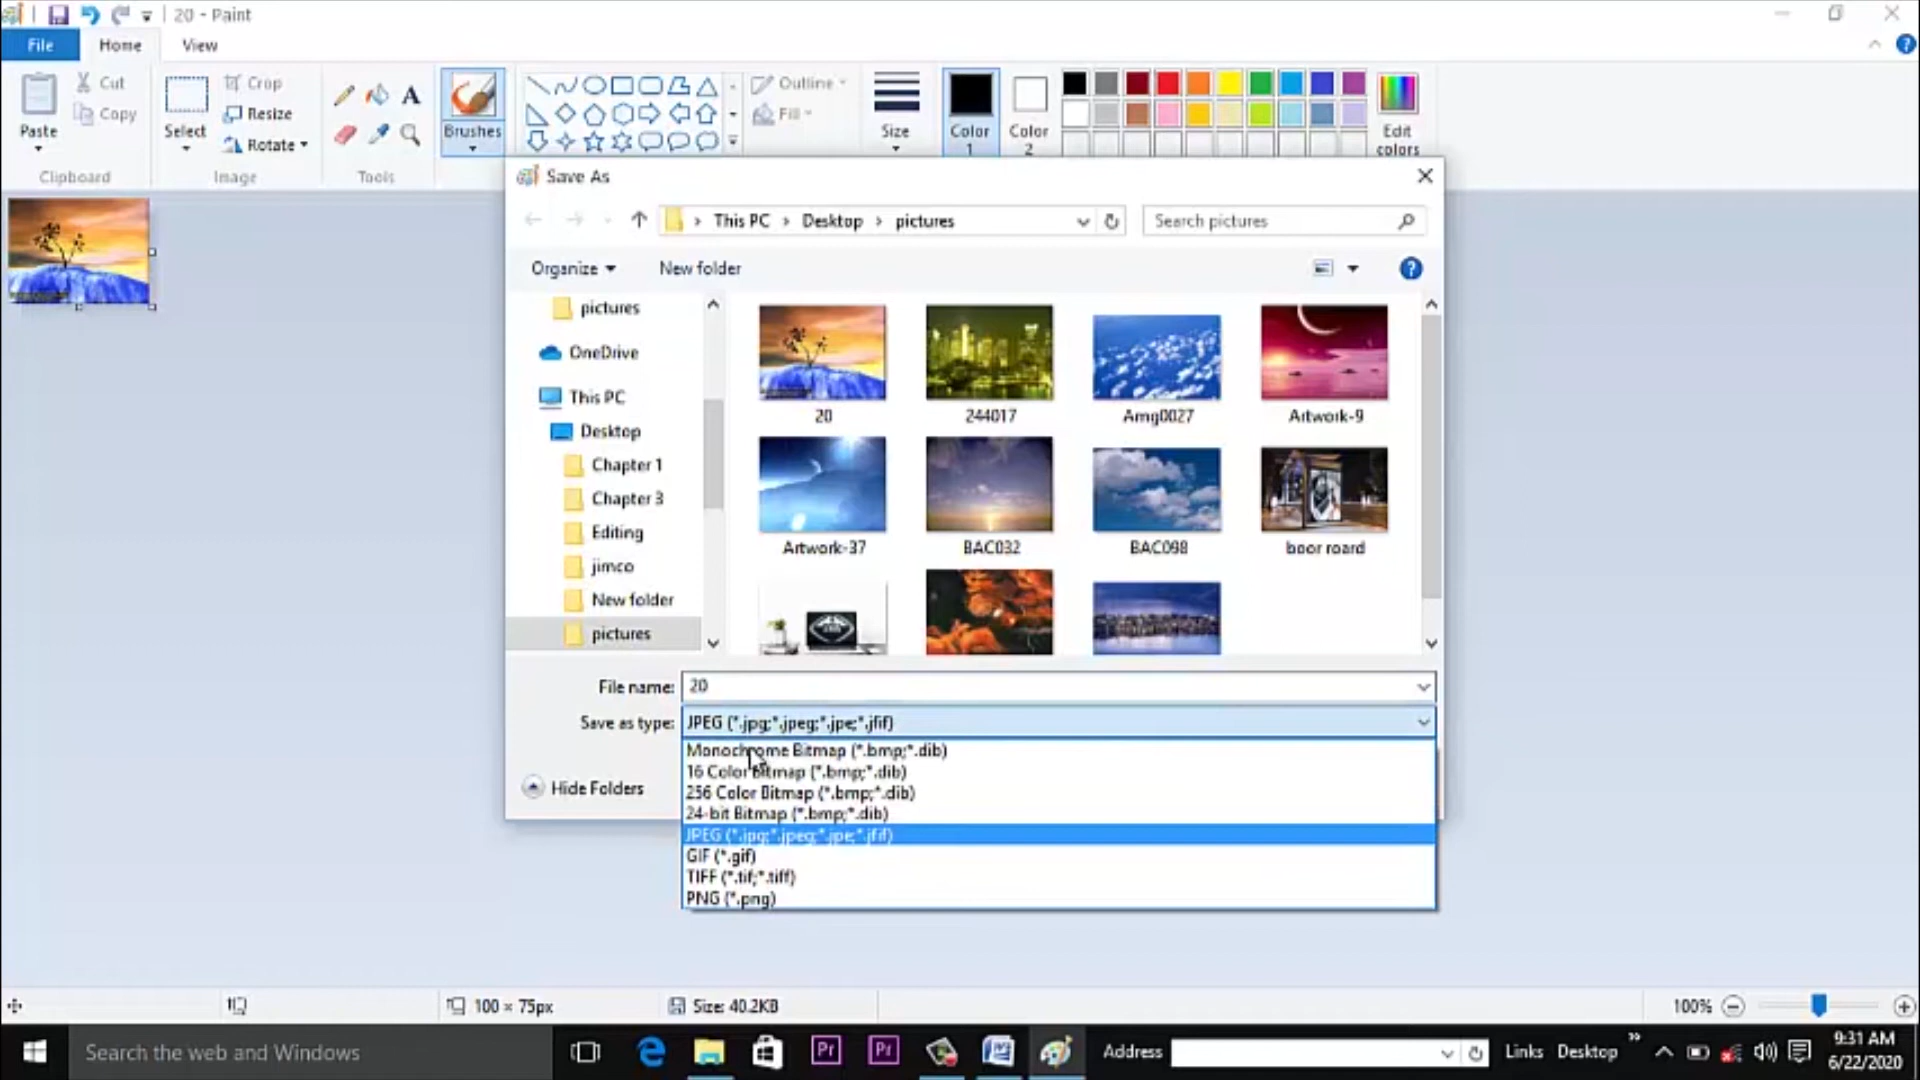 20 - Paint
File
Home
View
Paste
Cut
Copy
Clipboard
Select
Crop
Resize
Rotate
Image
A
Tools
Brushes
Outline
Fill
Size
Color 1
Color 2
Edit colors
Save As
This PC > Desktop > pictures
Search pictures
Organize
New folder
pictures
OneDrive
This PC
Desktop
Chapter 1
Chapter 3
Editing
jimco
New folder
pictures
20
244017
Amg0027
Artwork-9
Artwork-37
BAC032
BAC098
boor roard
File name: 20
Save as type: JPEG (*.jpg;*.jpeg;*.jpe;*.jfif)
Monochrome Bitmap (*.bmp;*.dib)
16 Color Bitmap (*.bmp;*.dib)
256 Color Bitmap (*.bmp;*.dib)
24-bit Bitmap (*.bmp;*.dib)
JPEG (*.jpg;*.jpeg;*.jpe;*.jfif)
GIF (*.gif)
TIFF (*.tif;*.tiff)
PNG (*.png)
Hide Folders
100 × 75px
Size: 40.2KB
100%
Search the web and Windows
Pr
Pr
Address
Links
Desktop
9:31 AM
6/22/2020